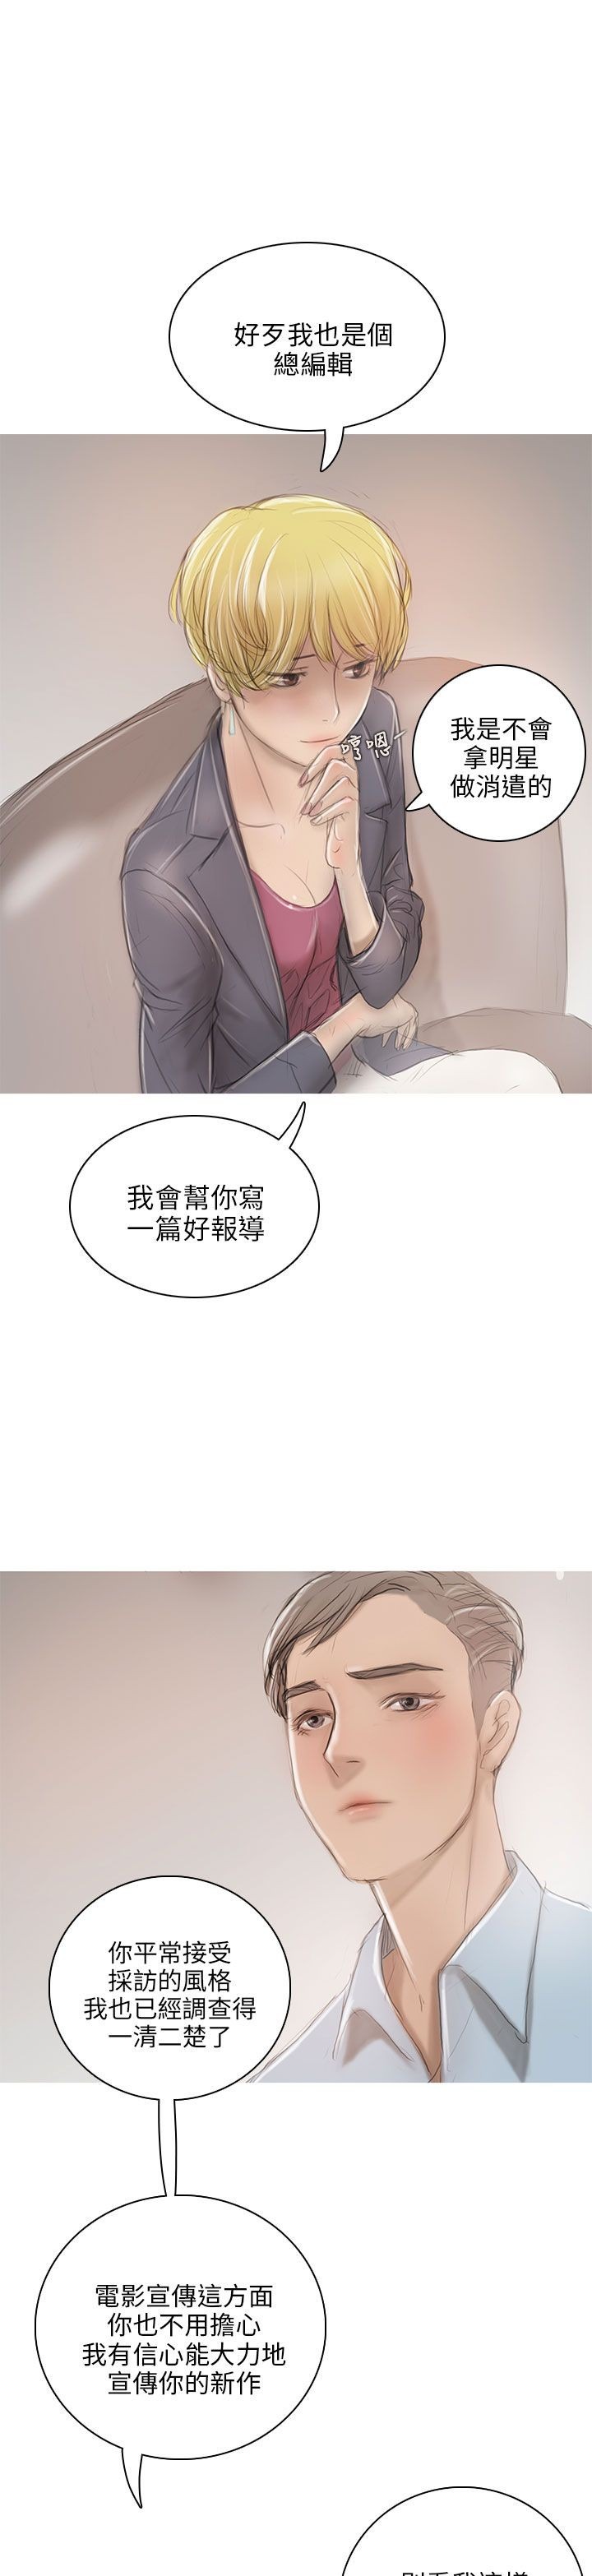 好歹我也是個
總編輯
哼嗯~
我是不會
拿明星
做消遣的
我會幫你寫
一篇好報導
你平常接受
採訪的風格
我也已經調查得
一清二楚了
電影宣傳這方面
你也不用擔心
我有信心能大力地
宣傳你的新作